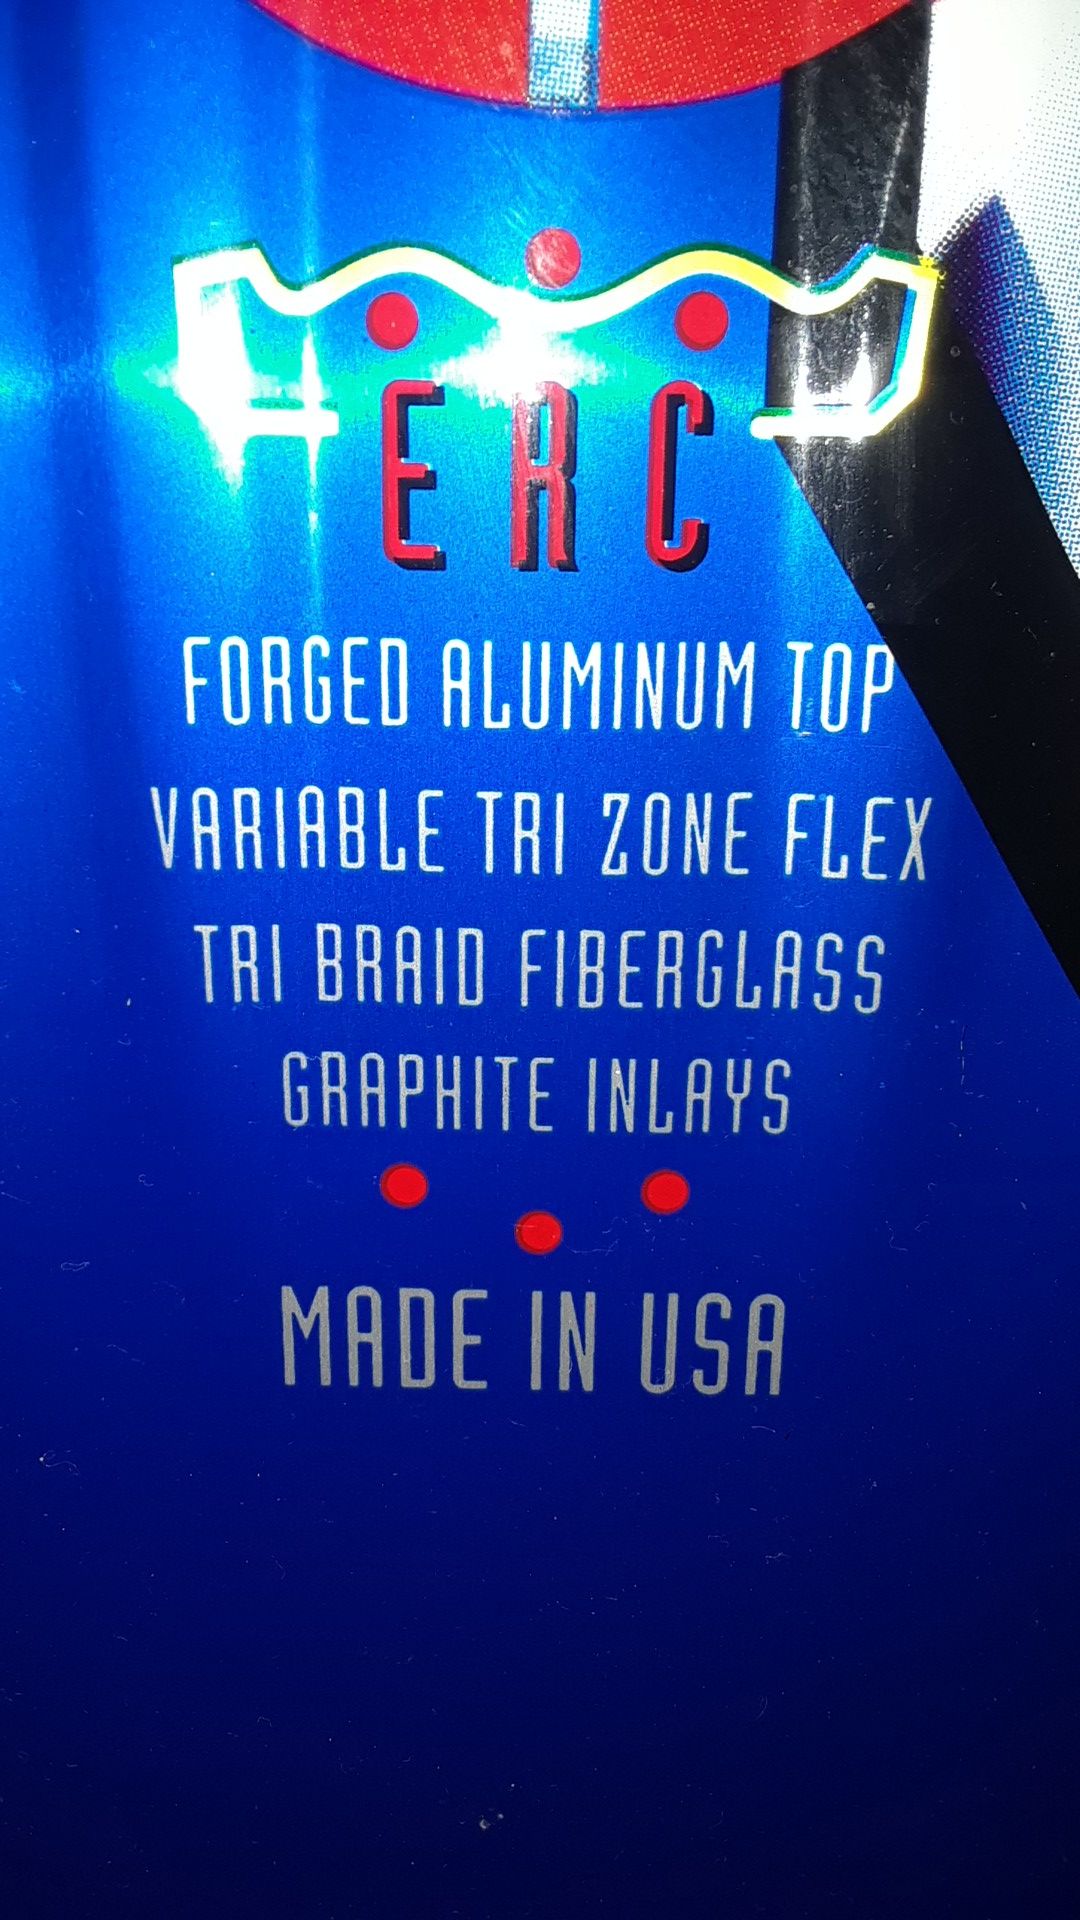 ERC
FORGED ALUMINUM TOP
VARIABLE TRI ZONE FLEX
TRI BRAID FIBERGLASS
GRAPHITE INLAYS
MADE IN USA